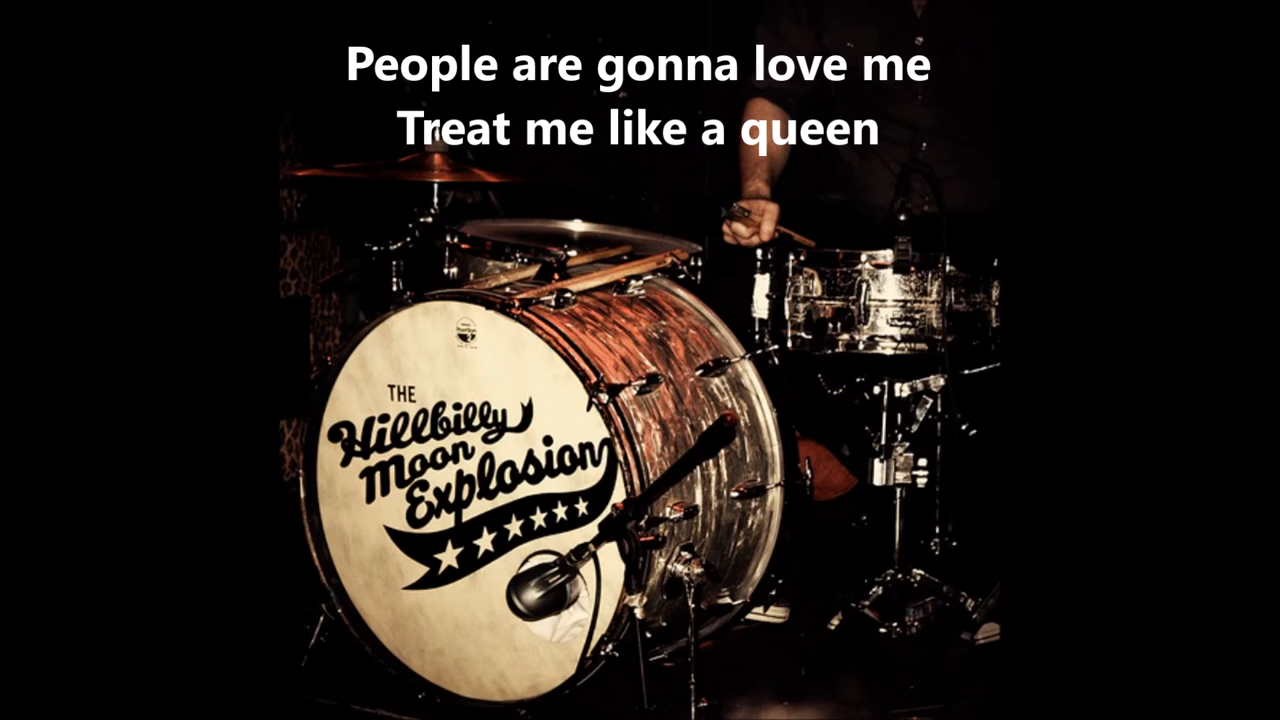 People are gonna love me
Treat me like a queen
THE
Hillbilly
Moon
Explosion